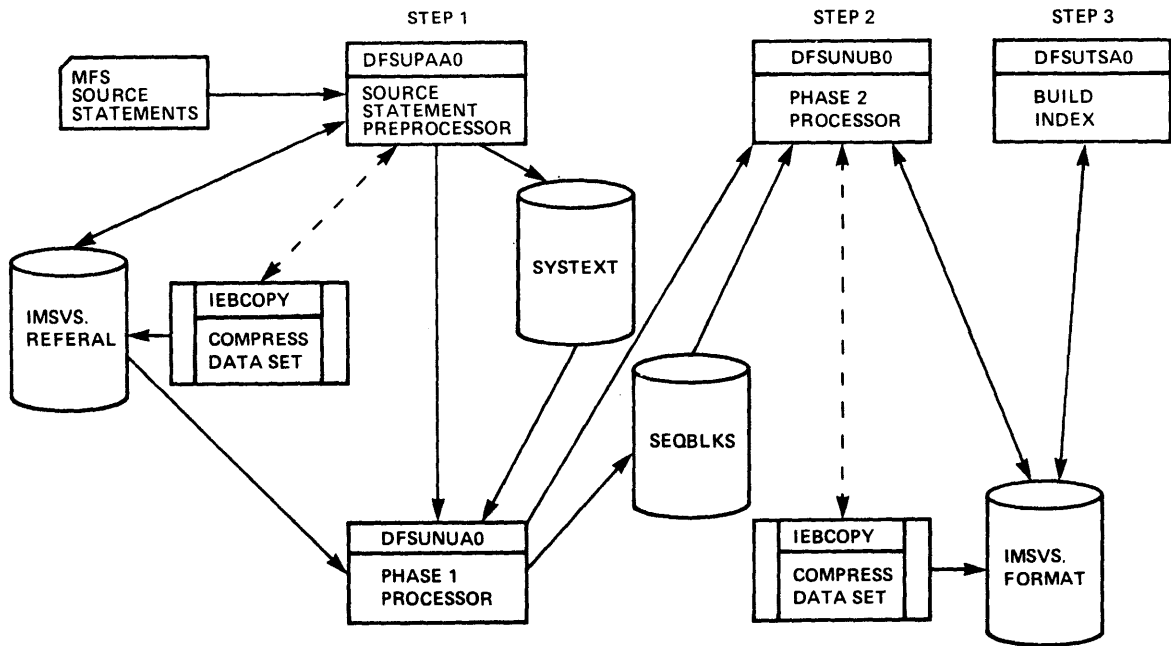 STEP 1
STEP 2
STEP 3
MFS
SOURCE
STATEMENTS
DFSUPAA0
SOURCE
STATEMENT
PREPROCESSOR
DFSUNUB0
PHASE 2
PROCESSOR
DFSUTSA0
BUILD
INDEX
SYSTEXT
IMSVS.
REFERAL
IEBCOPY
COMPRESS
DATA SET
SEQBLKS
DFSUNUA0
PHASE 1
PROCESSOR
IEBCOPY
COMPRESS
DATA SET
IMSVS.
FORMAT